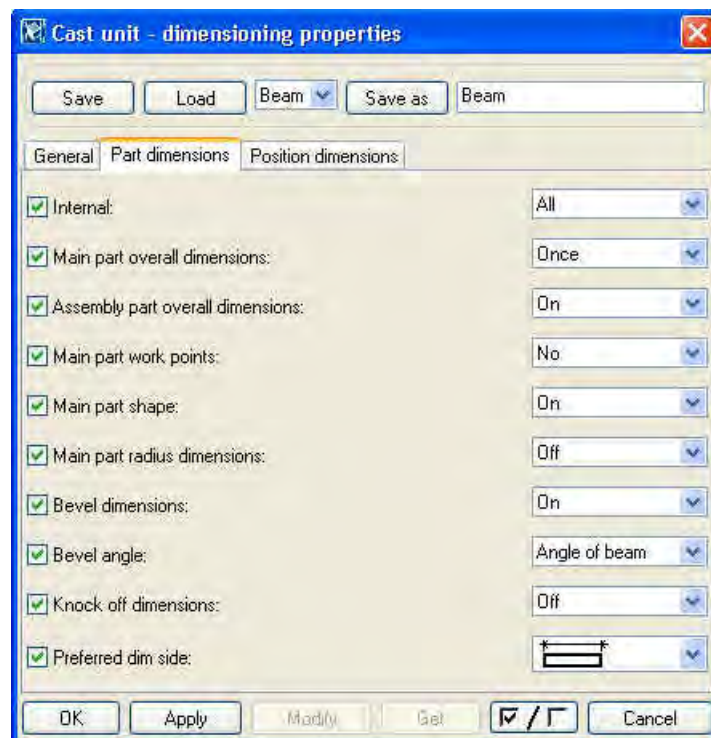 Cast unit - dimensioning properties
Save Load Beam Save as Beam
General Part dimensions Position dimensions
Internal: All
Main part overall dimensions: Once
Assembly part overall dimensions: On
Main part work points: No
Main part shape: On
Main part radius dimensions: Off
Bevel dimensions: On
Bevel angle: Angle of beam
Knock off dimensions: Off
Preferred dim side:
OK Apply Modify Get / Cancel